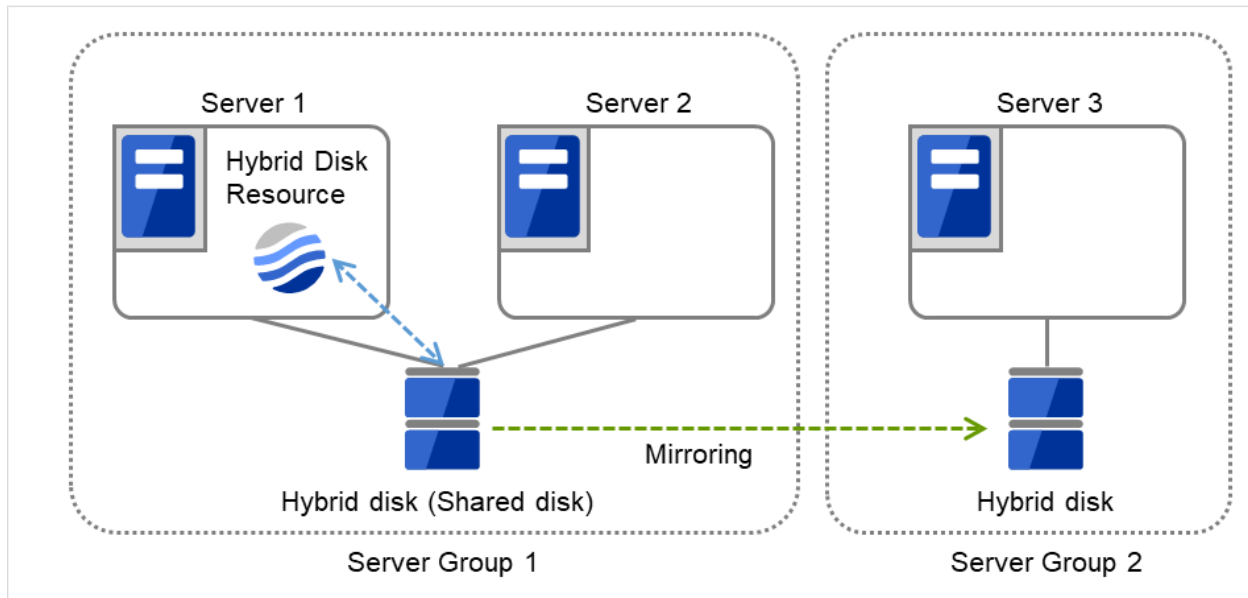 Server 1
Server 2
Server 3
Hybrid Disk
Resource
Mirroring
Hybrid disk (Shared disk)
Hybrid disk
Server Group 1
Server Group 2